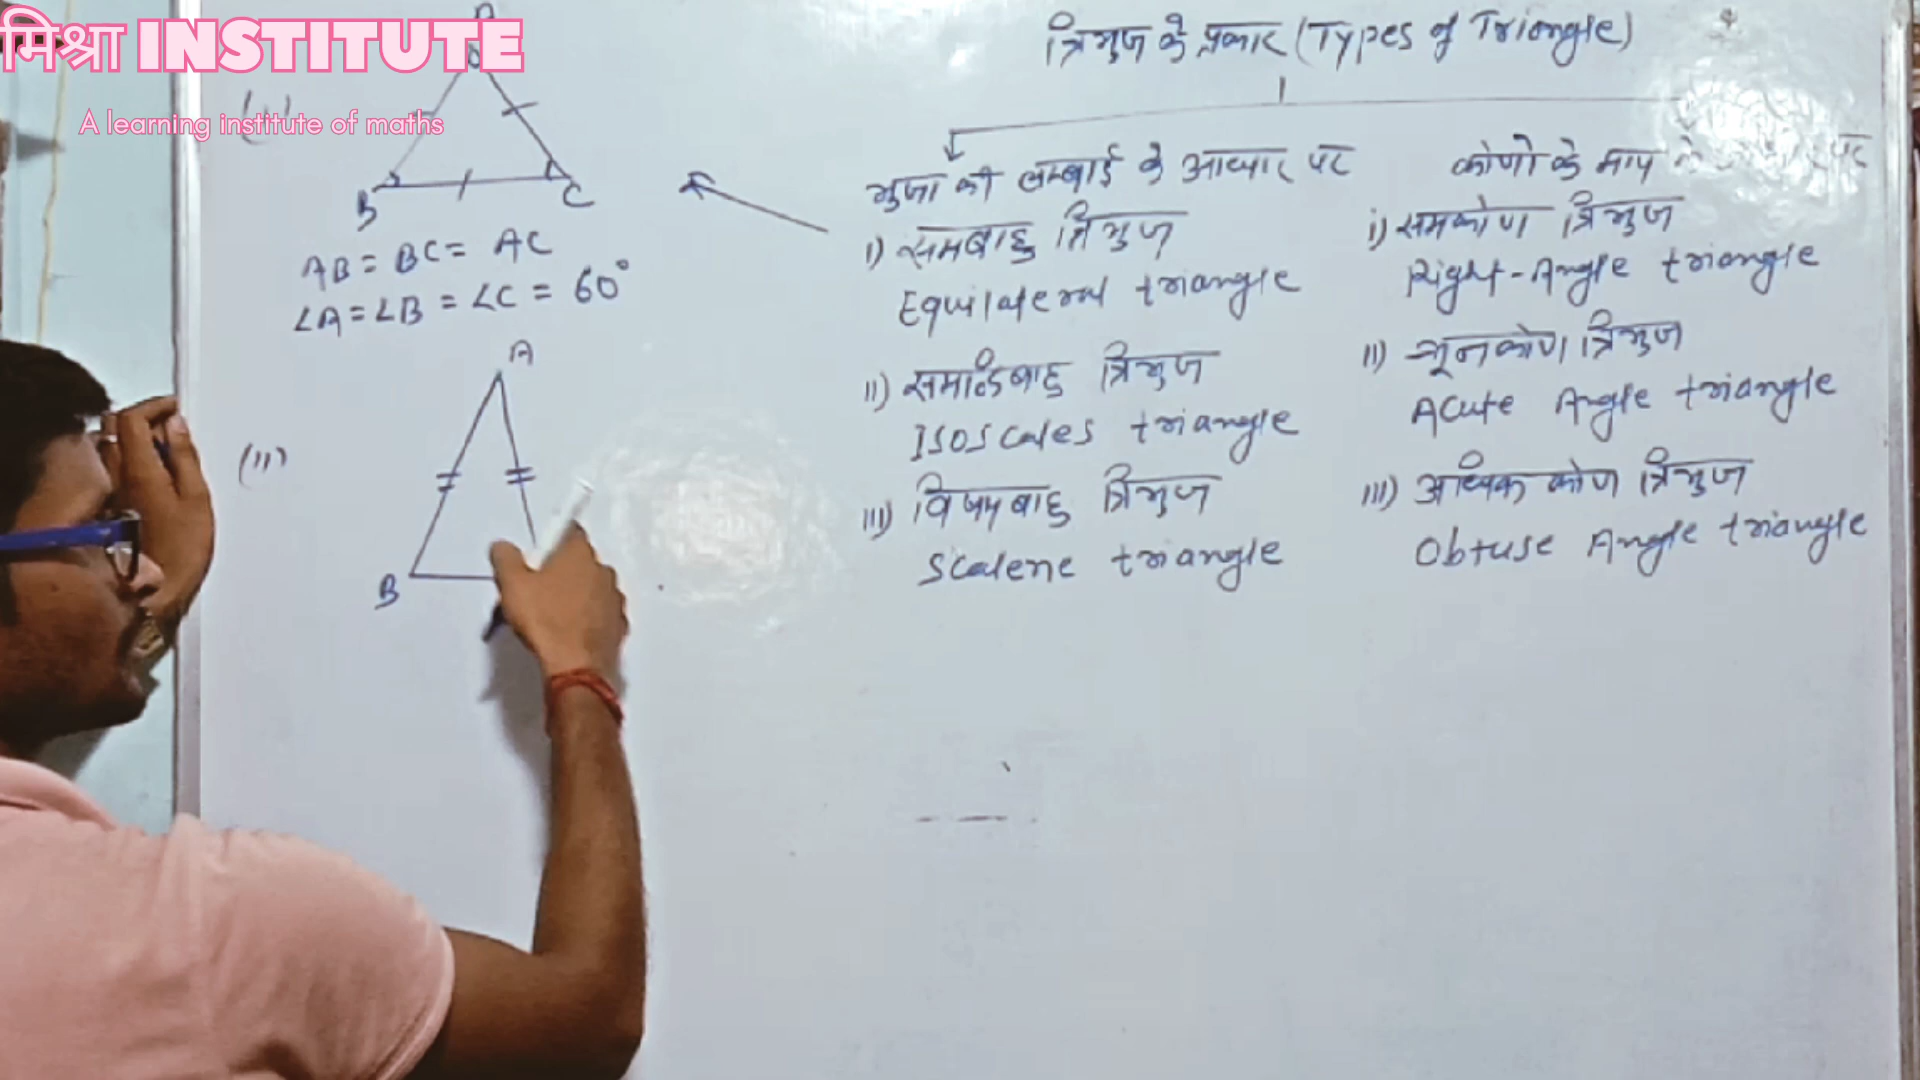 मिश्रा INSTITUTE
A learning institute of maths
B
C
AB = BC = AC
∠A = ∠B = ∠C = 60°
(II)
A
B
त्रिभुज के प्रकार (Types of Triangle)
भुजा की लम्बाई के आधार पर
I) समबाहु त्रिभुज
Equilateral triangle
II) समद्विबाहु त्रिभुज
Isoscales triangle
III) विषमबाहु त्रिभुज
Scalene triangle
कोणो के माप के पर
i) समकोण त्रिभुज
Right-Angle triangle
II) न्यूनकोण त्रिभुज
Acute Angle triangle
III) अधिक कोण त्रिभुज
Obtuse Angle triangle